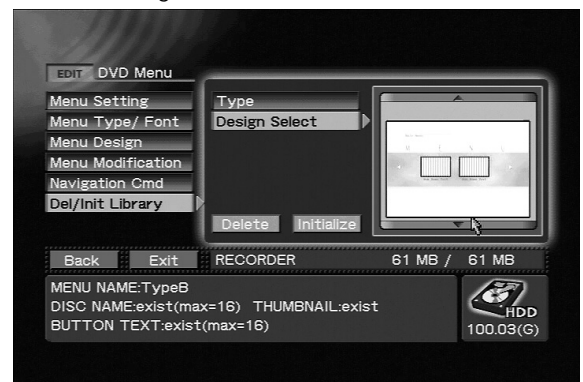 EDIT DVD Menu
Menu Setting
Menu Type/ Font
Menu Design
Menu Modification
Navigation Cmd
Del/Init Library
Type
Design Select
Delete Initialize
Back Exit RECORDER 61 MB / 61 MB
MENU NAME:TypeB
DISC NAME:exist(max=16) THUMBNAIL:exist
BUTTON TEXT:exist(max=16)
HDD
100.03(G)